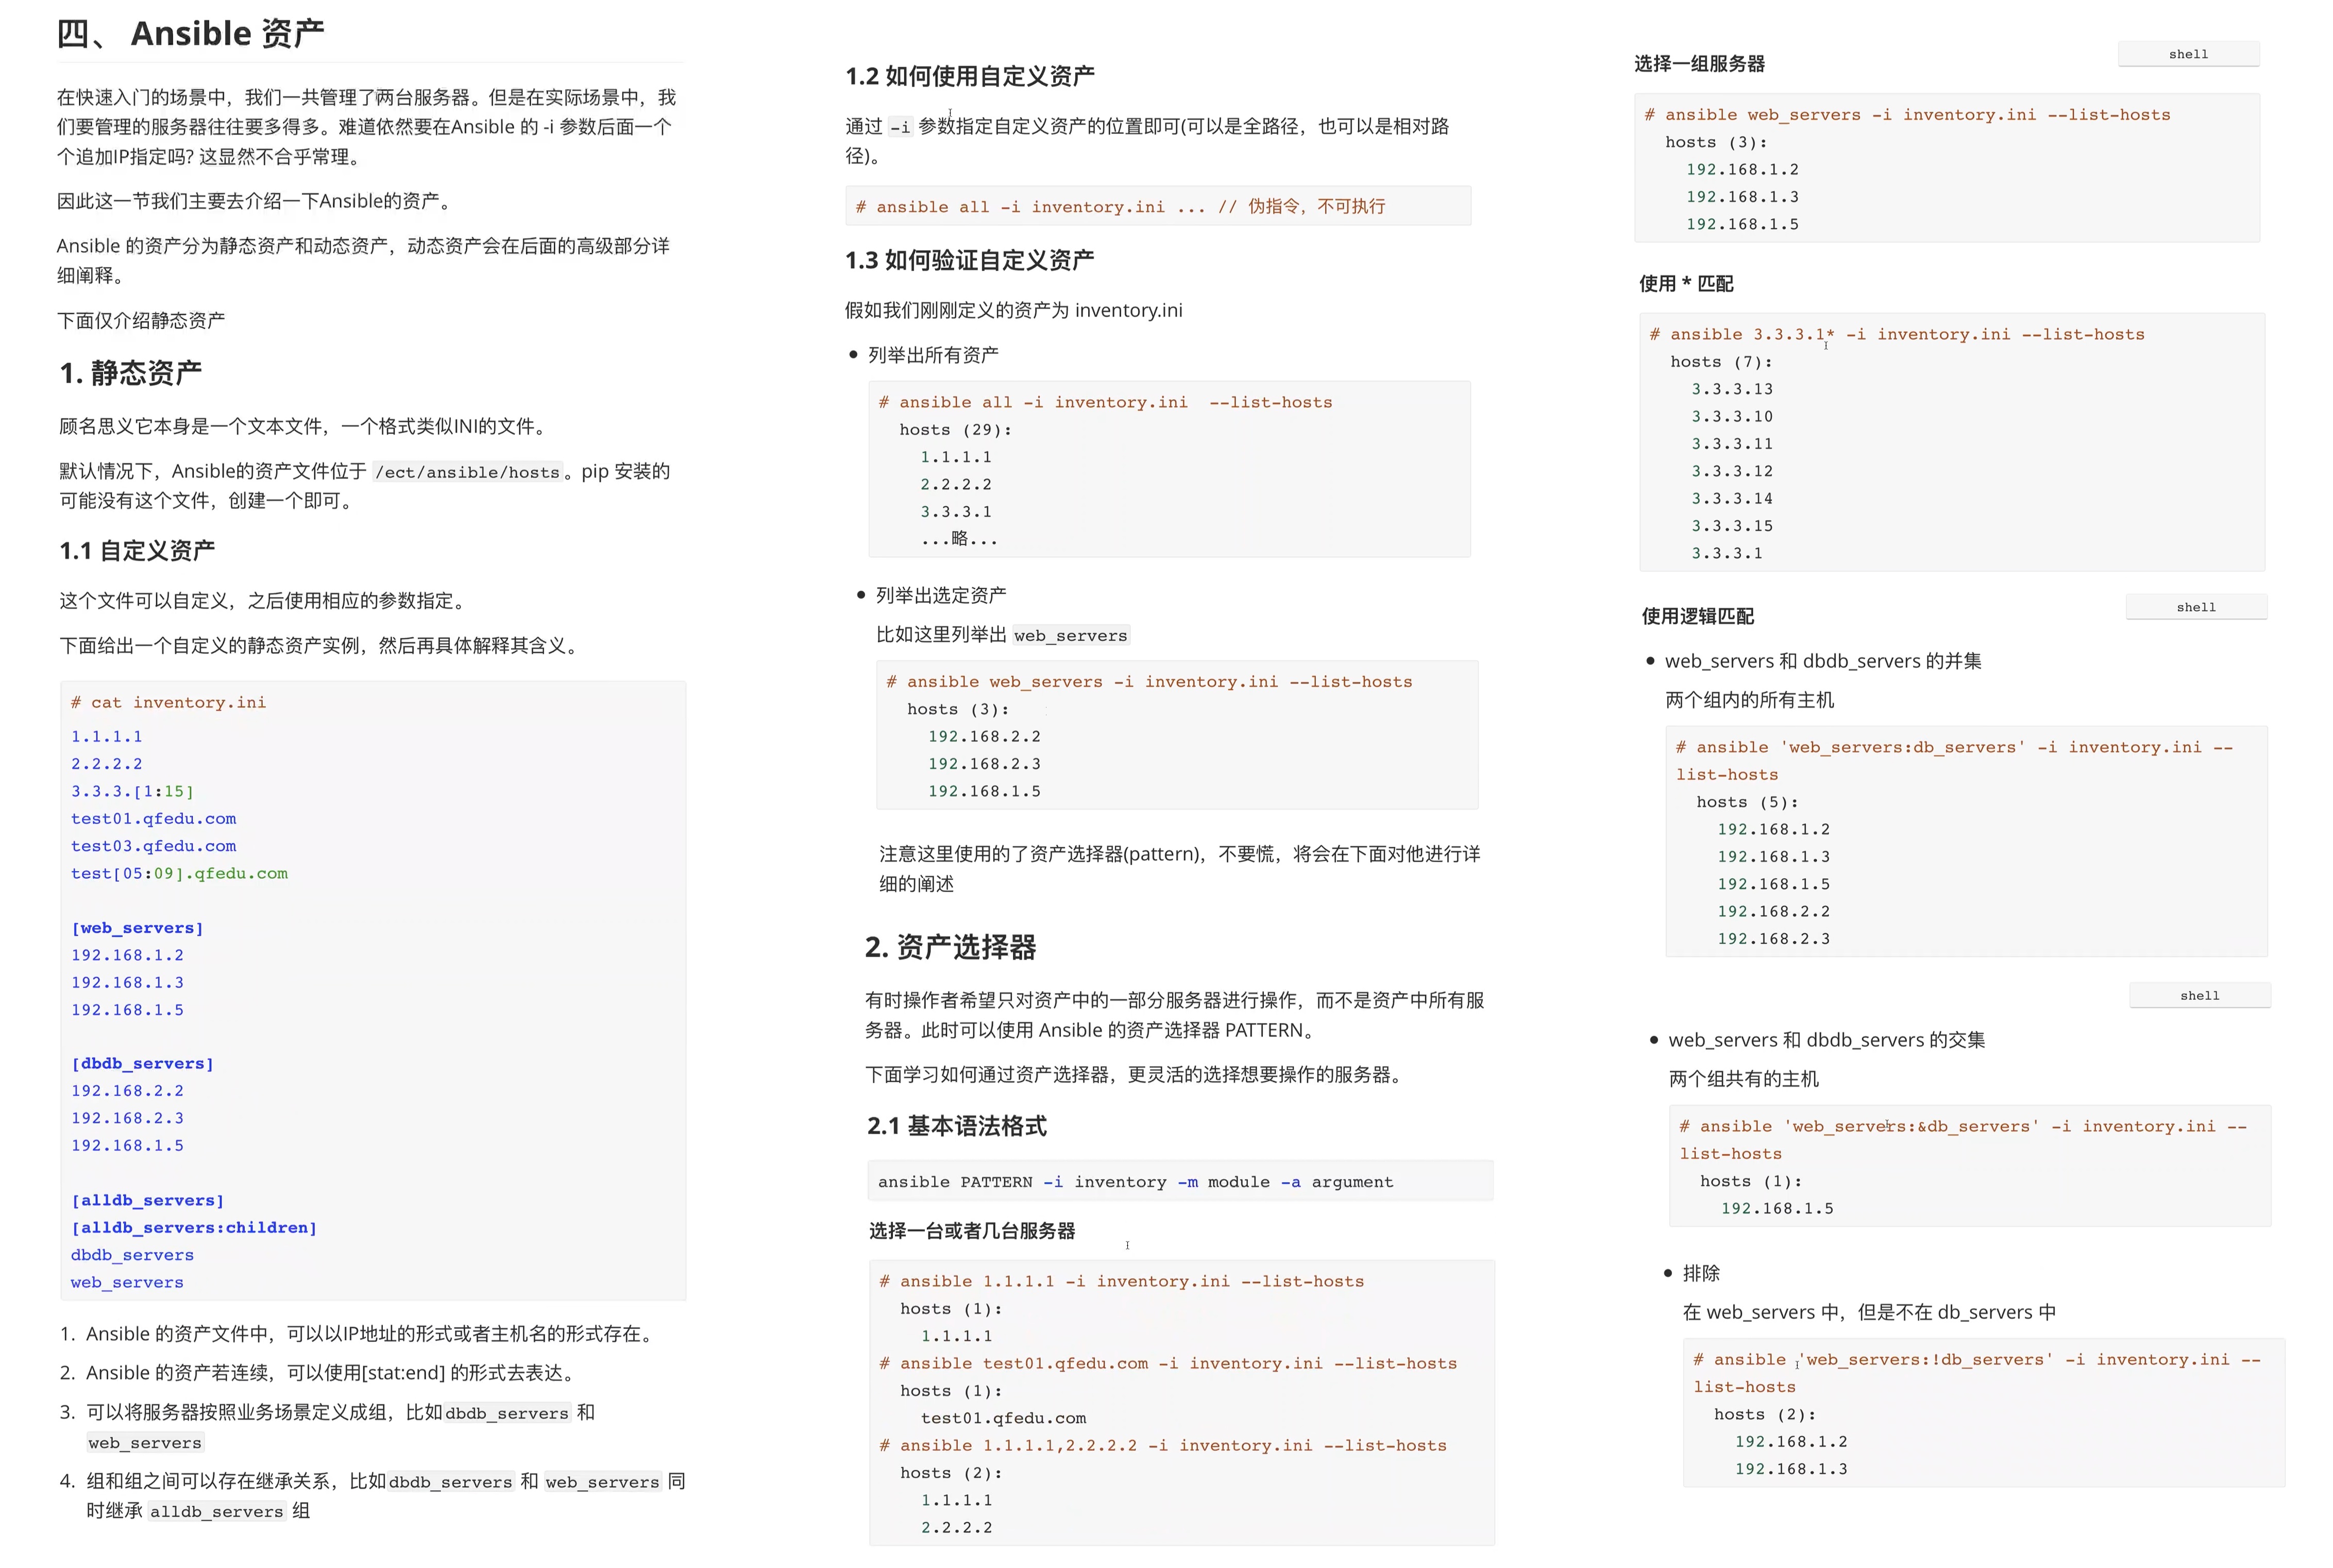 四、 Ansible 资产
在快速入门的场景中，我们一共管理了两台服务器。但是在实际场景中，我
们要管理的服务器往往要多得多。难道依然要在Ansible 的 -i 参数后面一个
个追加IP指定吗? 这显然不合乎常理。
因此这一节我们主要去介绍一下Ansible的资产。
Ansible 的资产分为静态资产和动态资产，动态资产会在后面的高级部分详
细阐释。
下面仅介绍静态资产
1. 静态资产
顾名思义它本身是一个文本文件，一个格式类似INI的文件。
默认情况下，Ansible的资产文件位于 /ect/ansible/hosts。pip 安装的
可能没有这个文件，创建一个即可。
1.1 自定义资产
这个文件可以自定义，之后使用相应的参数指定。
下面给出一个自定义的静态资产实例，然后再具体解释其含义。
# cat inventory.ini
1.1.1.1
2.2.2.2
3.3.3.[1:15]
test01.qfedu.com
test03.qfedu.com
test[05:09].qfedu.com
[web_servers]
192.168.1.2
192.168.1.3
192.168.1.5
[dbdb_servers]
192.168.2.2
192.168.2.3
192.168.1.5
[alldb_servers]
[alldb_servers:children]
dbdb_servers
web_servers
1. Ansible 的资产文件中，可以以IP地址的形式或者主机名的形式存在。
2. Ansible 的资产若连续，可以使用[stat:end] 的形式去表达。
3. 可以将服务器按照业务场景定义成组，比如dbdb_servers 和
web_servers
4. 组和组之间可以存在继承关系，比如dbdb_servers 和 web_servers 同
时继承 alldb_servers 组
1.2 如何使用自定义资产
通过 -i 参数指定自定义资产的位置即可(可以是全路径，也可以是相对路
径)。
# ansible all -i inventory.ini ... // 伪指令，不可执行
1.3 如何验证自定义资产
假如我们刚刚定义的资产为 inventory.ini
● 列举出所有资产
# ansible all -i inventory.ini  --list-hosts
hosts (29):
1.1.1.1
2.2.2.2
3.3.3.1
...略...
● 列举出选定资产
比如这里列举出 web_servers
# ansible web_servers -i inventory.ini --list-hosts
hosts (3):
192.168.2.2
192.168.2.3
192.168.1.5
注意这里使用的了资产选择器(pattern)，不要慌，将会在下面对他进行详
细的阐述
2. 资产选择器
有时操作者希望只对资产中的一部分服务器进行操作，而不是资产中所有服
务器。此时可以使用 Ansible 的资产选择器 PATTERN。
下面学习如何通过资产选择器，更灵活的选择想要操作的服务器。
2.1 基本语法格式
ansible PATTERN -i inventory -m module -a argument
选择一台或者几台服务器
# ansible 1.1.1.1 -i inventory.ini --list-hosts
hosts (1):
1.1.1.1
# ansible test01.qfedu.com -i inventory.ini --list-hosts
hosts (1):
test01.qfedu.com
# ansible 1.1.1.1,2.2.2.2 -i inventory.ini --list-hosts
hosts (2):
1.1.1.1
2.2.2.2
shell
选择一组服务器
# ansible web_servers -i inventory.ini --list-hosts
hosts (3):
192.168.1.2
192.168.1.3
192.168.1.5
使用 * 匹配
# ansible 3.3.3.1* -i inventory.ini --list-hosts
hosts (7):
3.3.3.13
3.3.3.10
3.3.3.11
3.3.3.12
3.3.3.14
3.3.3.15
3.3.3.1
shell
使用逻辑匹配
● web_servers 和 dbdb_servers 的并集
两个组内的所有主机
# ansible 'web_servers:db_servers' -i inventory.ini --
list-hosts
hosts (5):
192.168.1.2
192.168.1.3
192.168.1.5
192.168.2.2
192.168.2.3
shell
● web_servers 和 dbdb_servers 的交集
两个组共有的主机
# ansible 'web_servers:&db_servers' -i inventory.ini --
list-hosts
hosts (1):
192.168.1.5
● 排除
在 web_servers 中，但是不在 db_servers 中
# ansible 'web_servers:!db_servers' -i inventory.ini --
list-hosts
hosts (2):
192.168.1.2
192.168.1.3